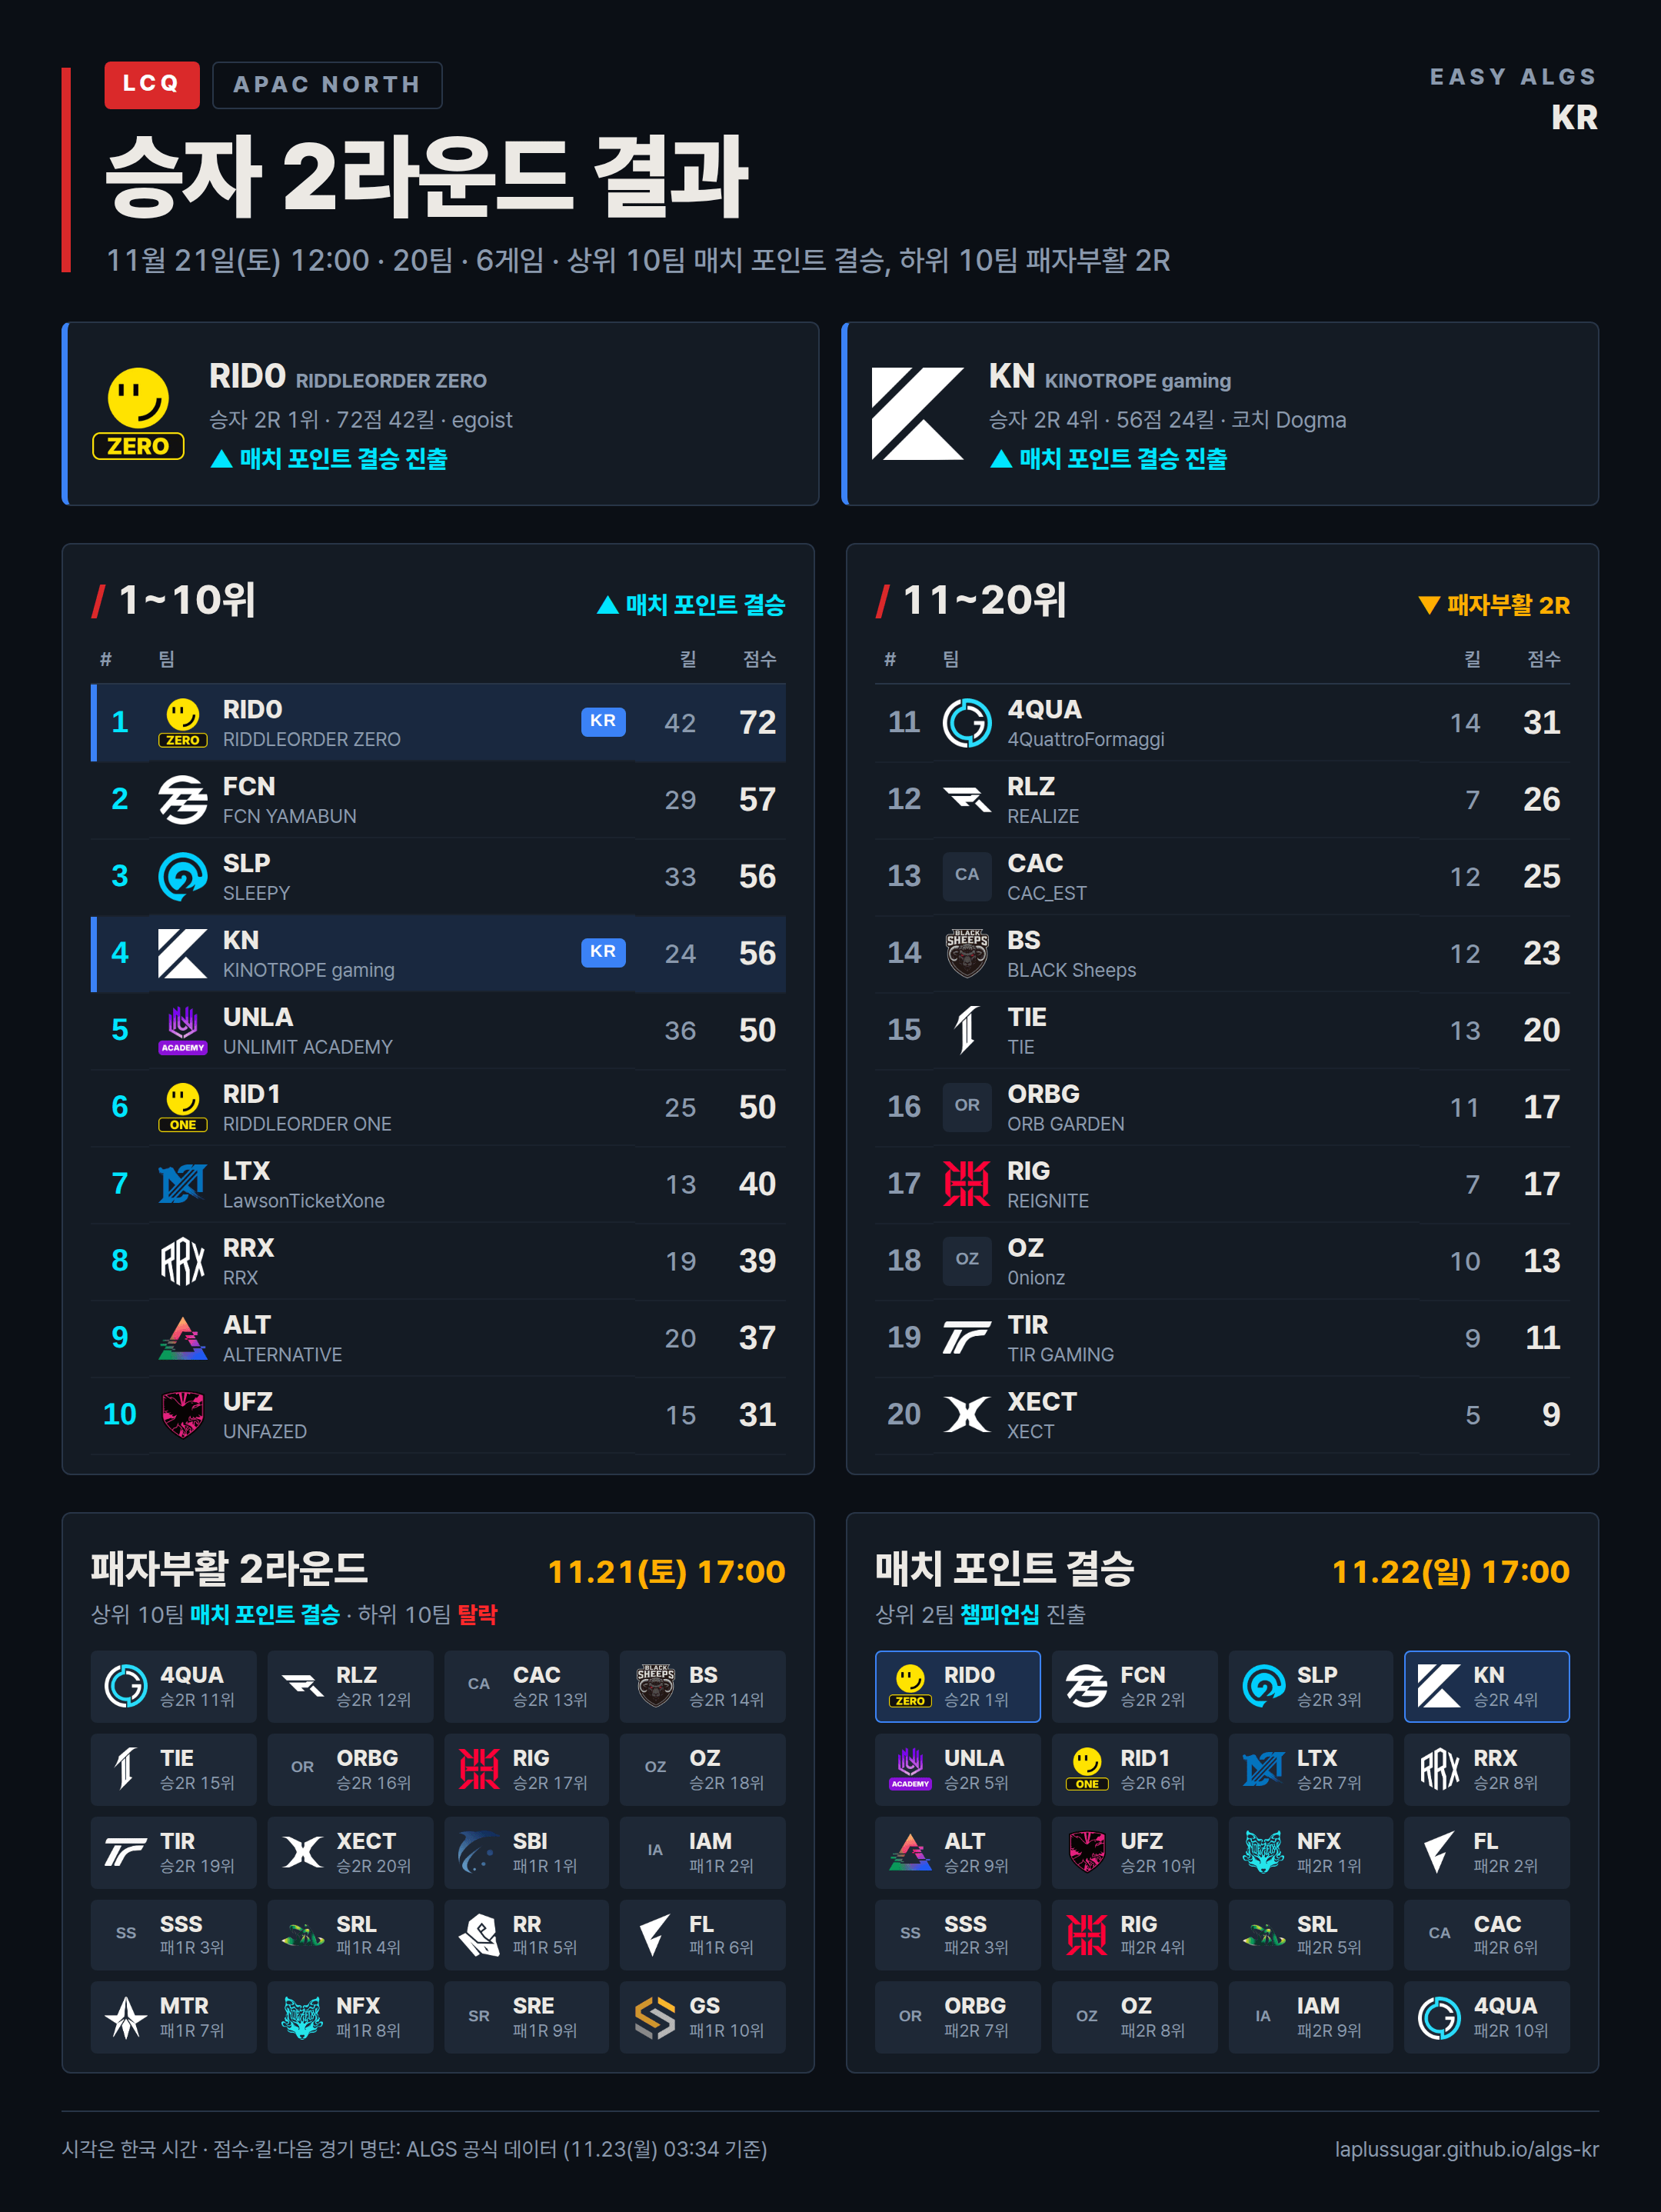 LCQ APAC NORTH
EASY ALGS
KR
승자 2라운드 결과
11월 21일(토) 12:00 · 20팀 · 6게임 · 상위 10팀 매치 포인트 결승, 하위 10팀 패자부활 2R
ZERO
RID0 RIDDLEORDER ZERO
승자 2R 1위 · 72점 42킬 · egoist
▲ 매치 포인트 결승 진출
KN KINOTROPE gaming
승자 2R 4위 · 56점 24킬 · 코치 Dogma
▲ 매치 포인트 결승 진출
/ 1~10위 ▲ 매치 포인트 결승
# 팀 킬 점수
1 ZERO RID0 KR 42 72
RIDDLEORDER ZERO
2 FCN 29 57
FCN YAMABUN
3 SLP 33 56
SLEEPY
4 KN KR 24 56
KINOTROPE gaming
5 ACADEMY UNLA 36 50
UNLIMIT ACADEMY
6 ONE RID1 25 50
RIDDLEORDER ONE
7 LTX 13 40
LawsonTicketXone
8 RRX RRX 19 39
RRX
9 ALT 20 37
ALTERNATIVE
10 UFZ 15 31
UNFAZED
/ 11~20위 ▼ 패자부활 2R
# 팀 킬 점수
11 4QUA 14 31
4QuattroFormaggi
12 RLZ 7 26
REALIZE
13 CA CAC 12 25
CAC_EST
14 BLACK SHEEPS BS 12 23
BLACK Sheeps
15 TIE 13 20
TIE
16 OR ORBG 11 17
ORB GARDEN
17 RIG 7 17
REIGNITE
18 OZ OZ 10 13
0nionz
19 TIR 9 11
TIR GAMING
20 XECT 5 9
XECT
패자부활 2라운드 11.21(토) 17:00
상위 10팀 매치 포인트 결승 · 하위 10팀 탈락
4QUA 승2R 11위
RLZ 승2R 12위
CA CAC 승2R 13위
BLACK SHEEPS BS 승2R 14위
TIE 승2R 15위
OR ORBG 승2R 16위
RIG 승2R 17위
OZ OZ 승2R 18위
TIR 승2R 19위
XECT 승2R 20위
SBI 패1R 1위
IA IAM 패1R 2위
SS SSS 패1R 3위
SRL 패1R 4위
RR 패1R 5위
FL 패1R 6위
MTR 패1R 7위
NFX 패1R 8위
SR SRE 패1R 9위
GS 패1R 10위
매치 포인트 결승 11.22(일) 17:00
상위 2팀 챔피언십 진출
ZERO RID0 승2R 1위
FCN 승2R 2위
SLP 승2R 3위
KN 승2R 4위
ACADEMY UNLA 승2R 5위
ONE RID1 승2R 6위
LTX 승2R 7위
RRX RRX 승2R 8위
ALT 승2R 9위
UFZ 승2R 10위
NFX 패2R 1위
FL 패2R 2위
SS SSS 패2R 3위
RIG 패2R 4위
SRL 패2R 5위
CA CAC 패2R 6위
OR ORBG 패2R 7위
OZ OZ 패2R 8위
IA IAM 패2R 9위
4QUA 패2R 10위
시각은 한국 시간 · 점수·킬·다음 경기 명단: ALGS 공식 데이터 (11.23(월) 03:34 기준)
laplussugar.github.io/algs-kr